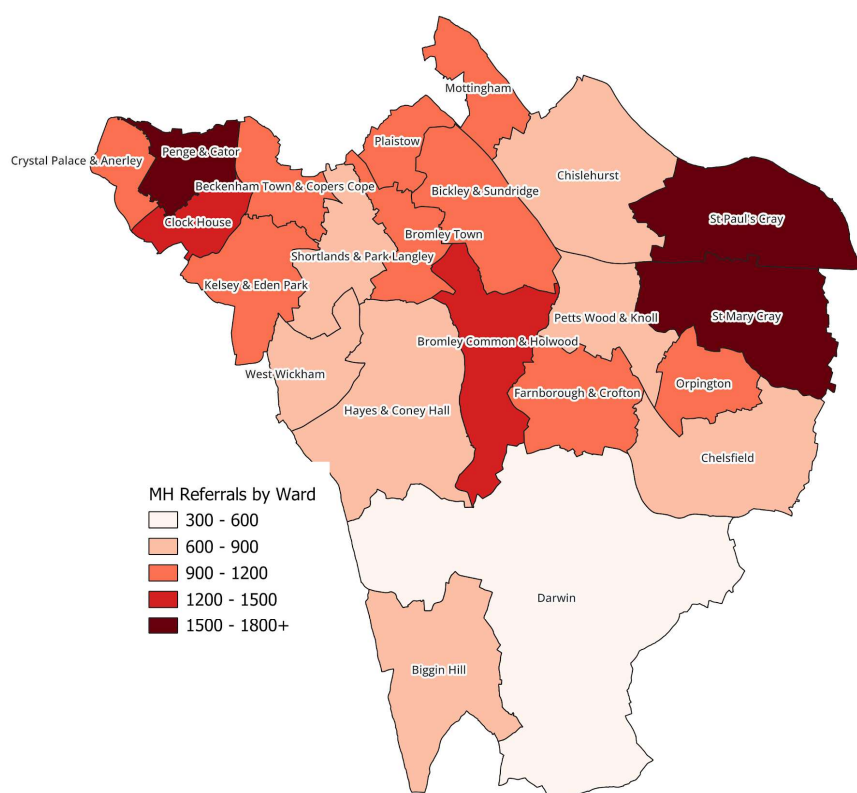 Mottingham
Plaistow
Penge & Cator
Crystal Palace & Anerley
Chislehurst
Beckenham Town & Copers Cope
Bickley & Sundridge
St Paul's Cray
Clock House
Bromley Town
Shortlands & Park Langley
Kelsey & Eden Park
Petts Wood & Knoll
St Mary Cray
Bromley Common & Holwood
West Wickham
Orpington
Farnborough & Crofton
Hayes & Coney Hall
Chelsfield
MH Referrals by Ward
300 - 600
600 - 900
900 - 1200
1200 - 1500
1500 - 1800+
Darwin
Biggin Hill